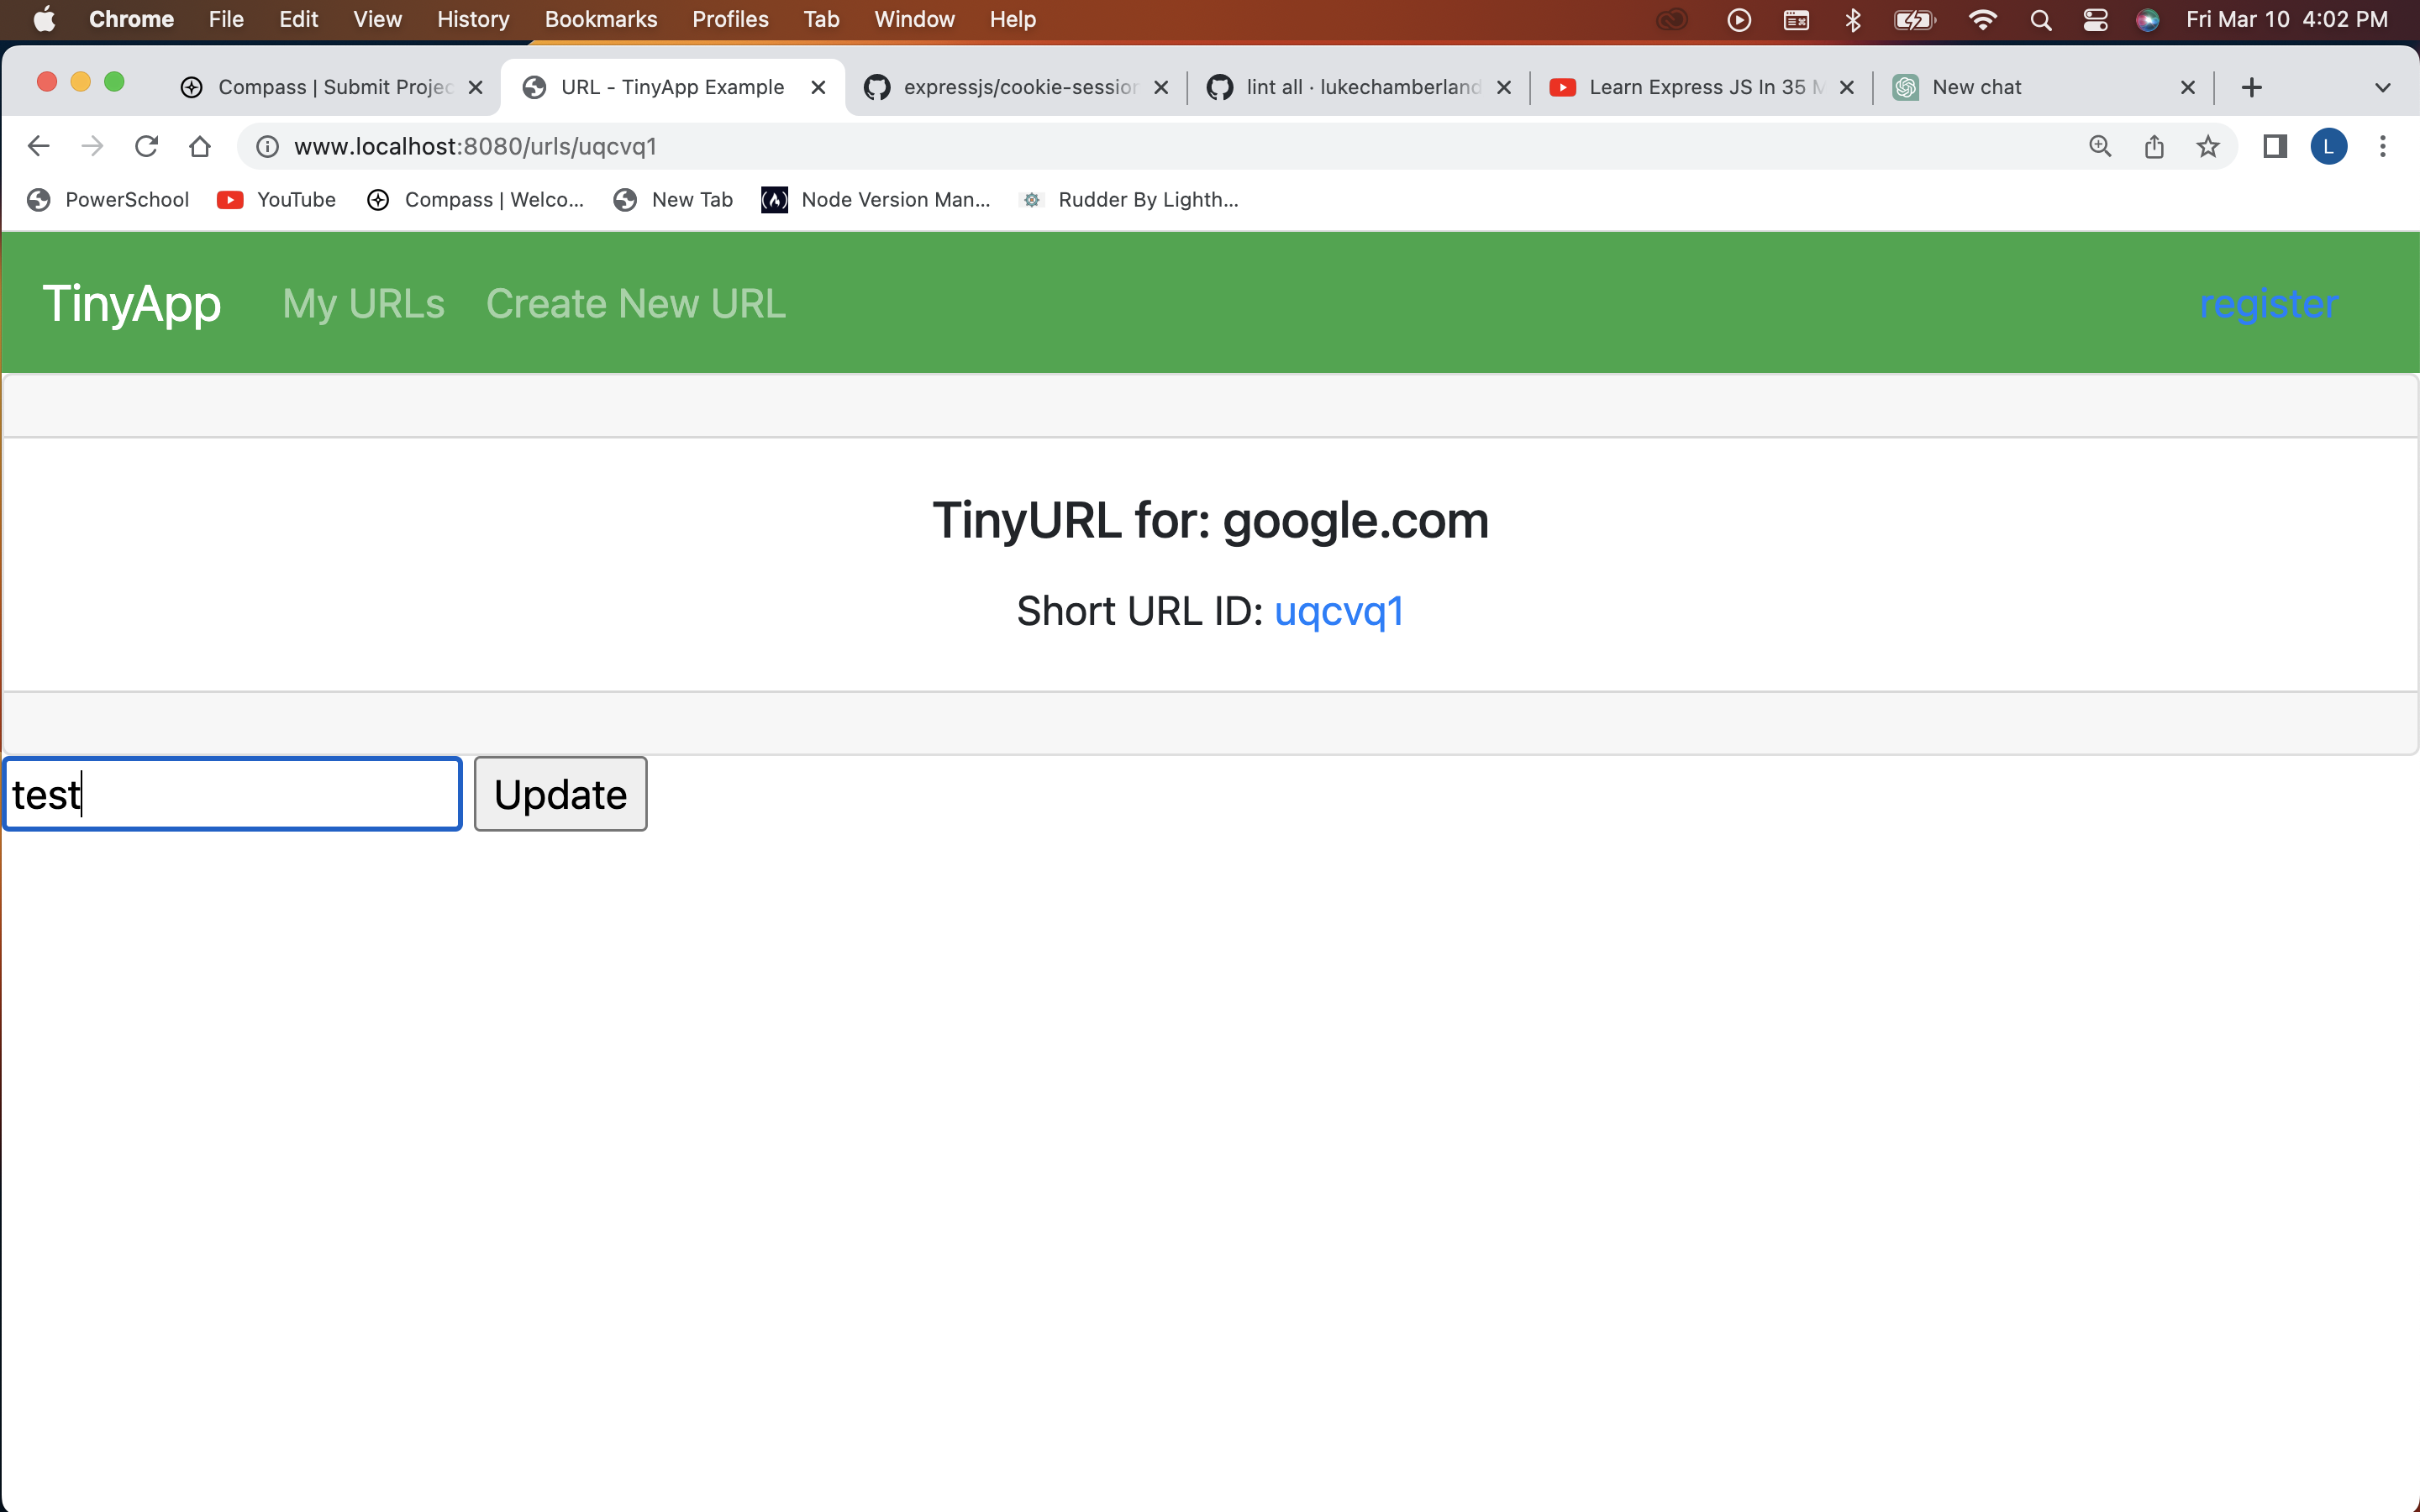 Chrome File Edit View History Bookmarks Profiles Tab Window Help Fri Mar 10 4:02 PM
Compass | Submit Projec URL - TinyApp Example expressjs/cookie-session lint all · lukechamberland Learn Express JS In 35 M New chat
www.localhost:8080/urls/uqcvq1 L
PowerSchool YouTube Compass | Welco... New Tab Node Version Man... Rudder By Lighth...
TinyApp My URLs Create New URL register
TinyURL for: google.com
Short URL ID: uqcvq1
test Update